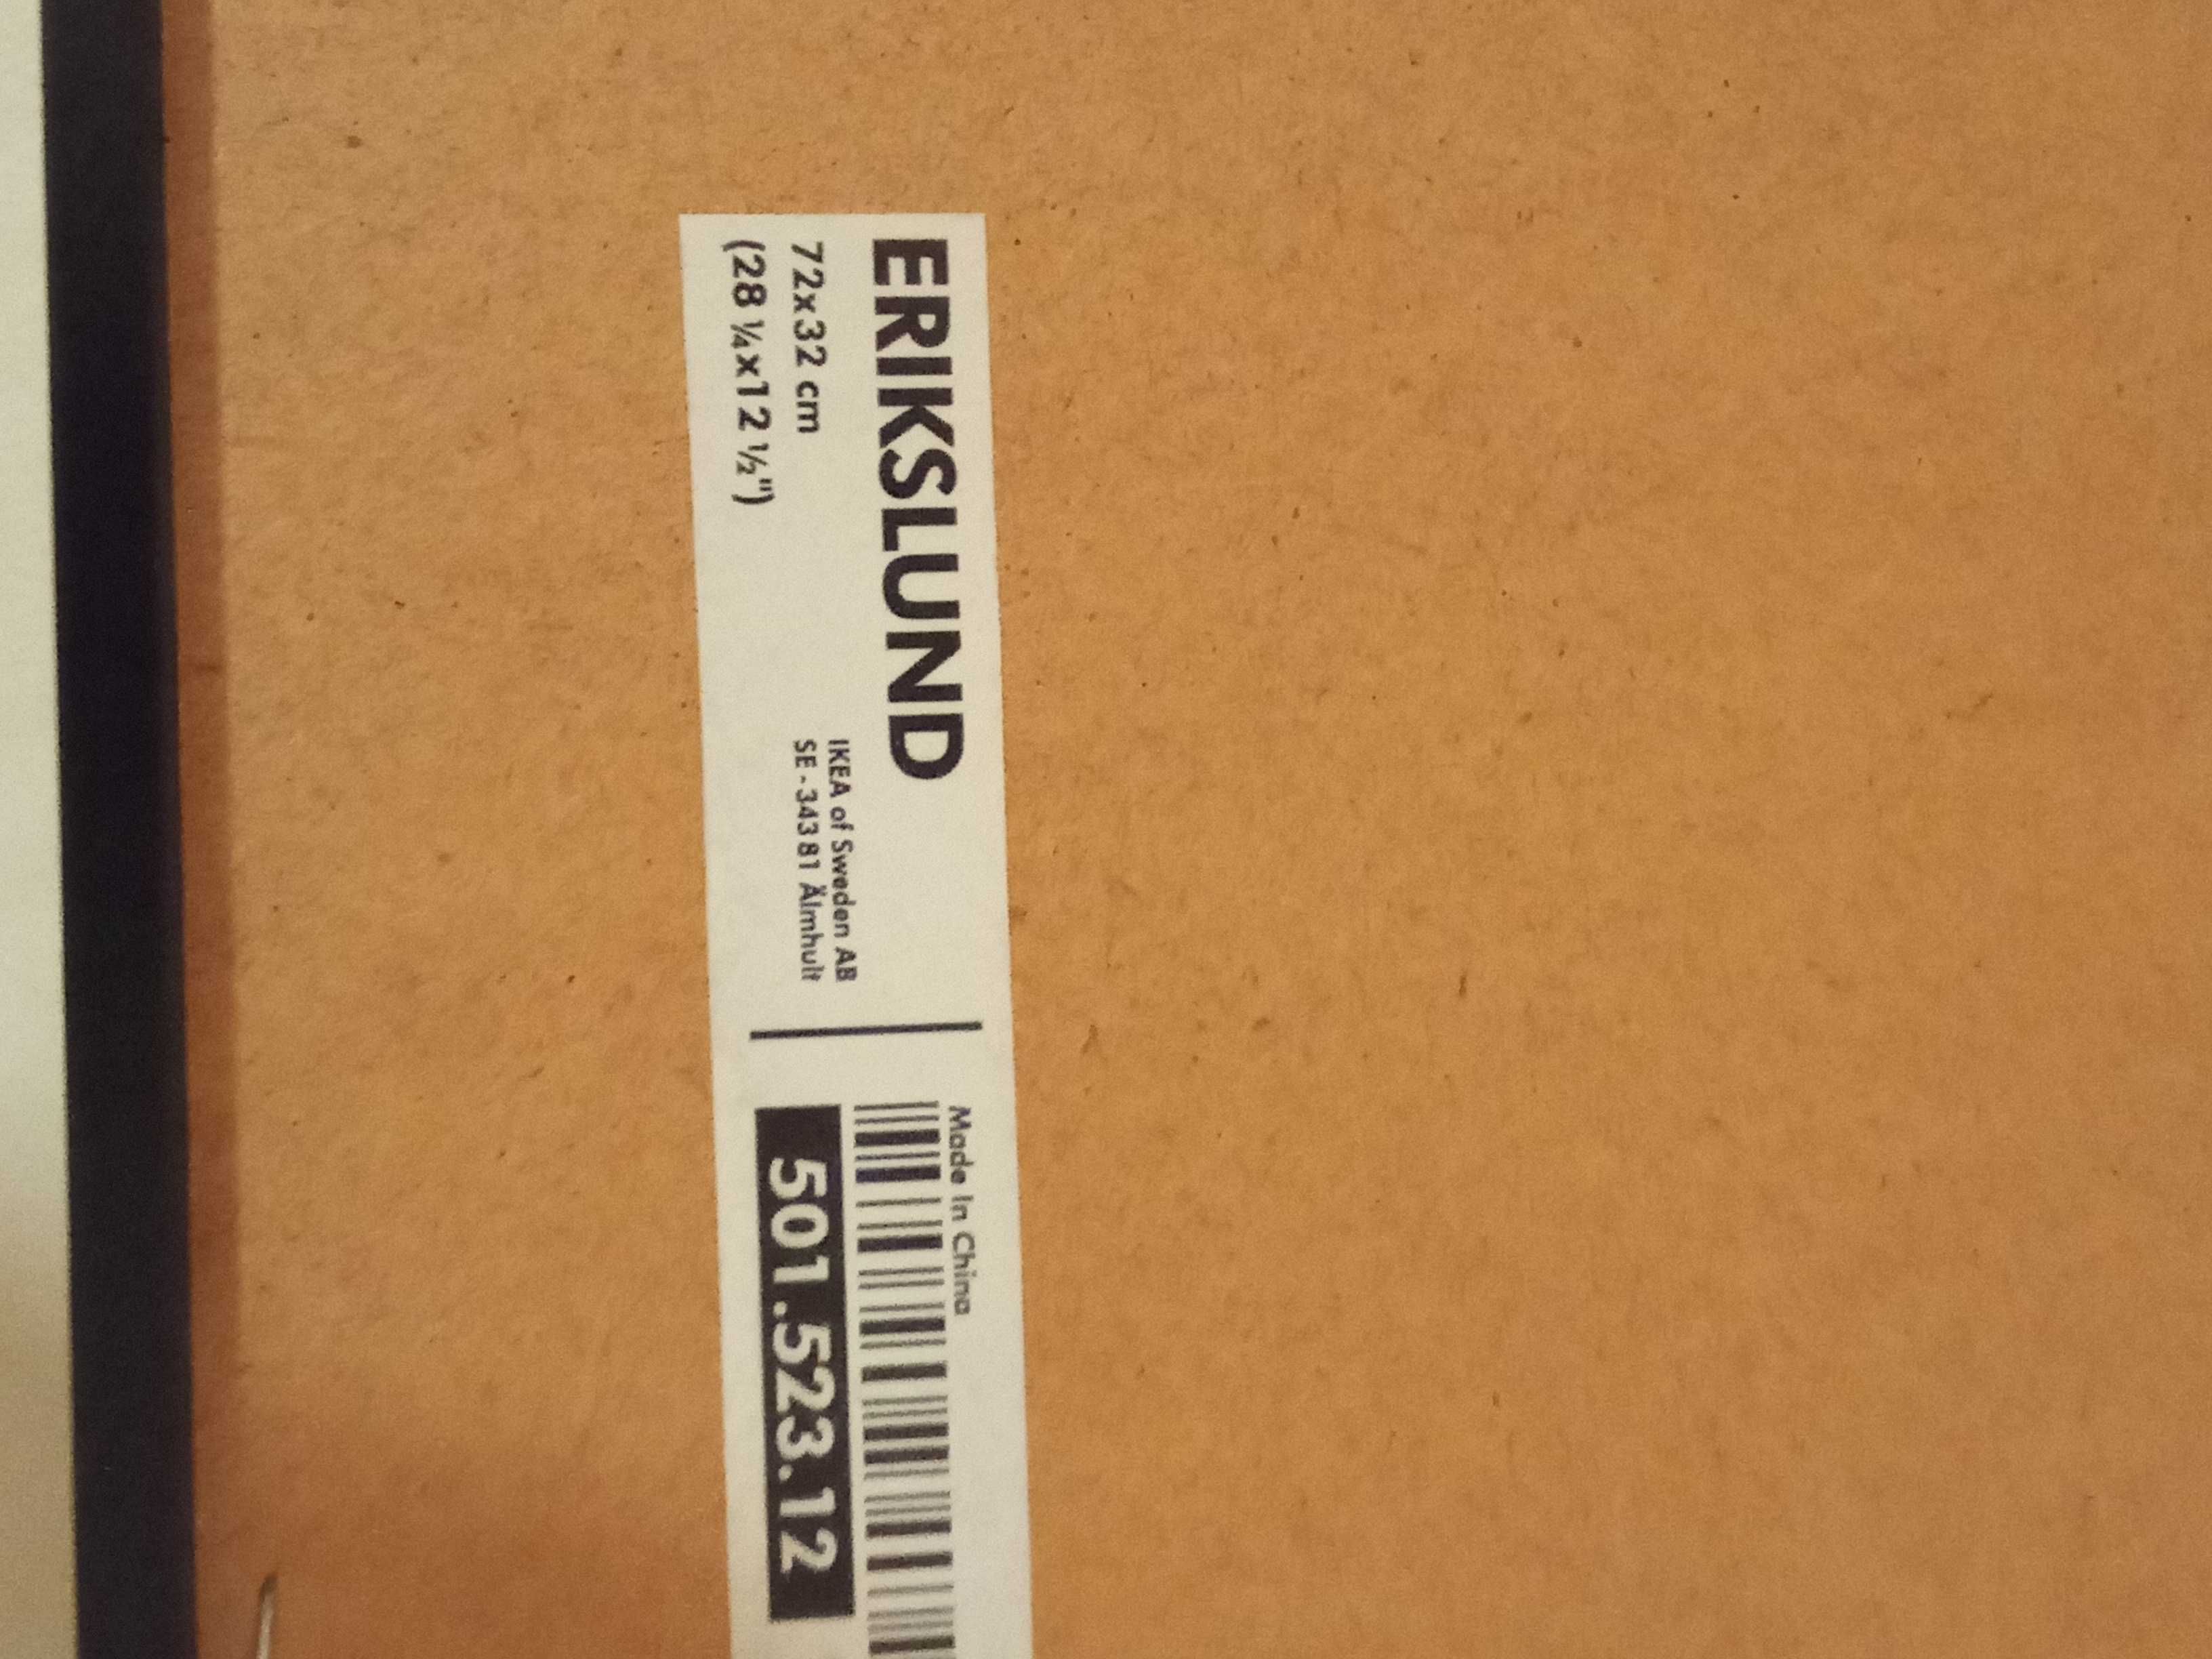 ERIKSLUND
72x32 cm
(28 ¼x12 ½")
IKEA of Sweden AB
SE-343 81 Älmhult
Made In China
501.523.12